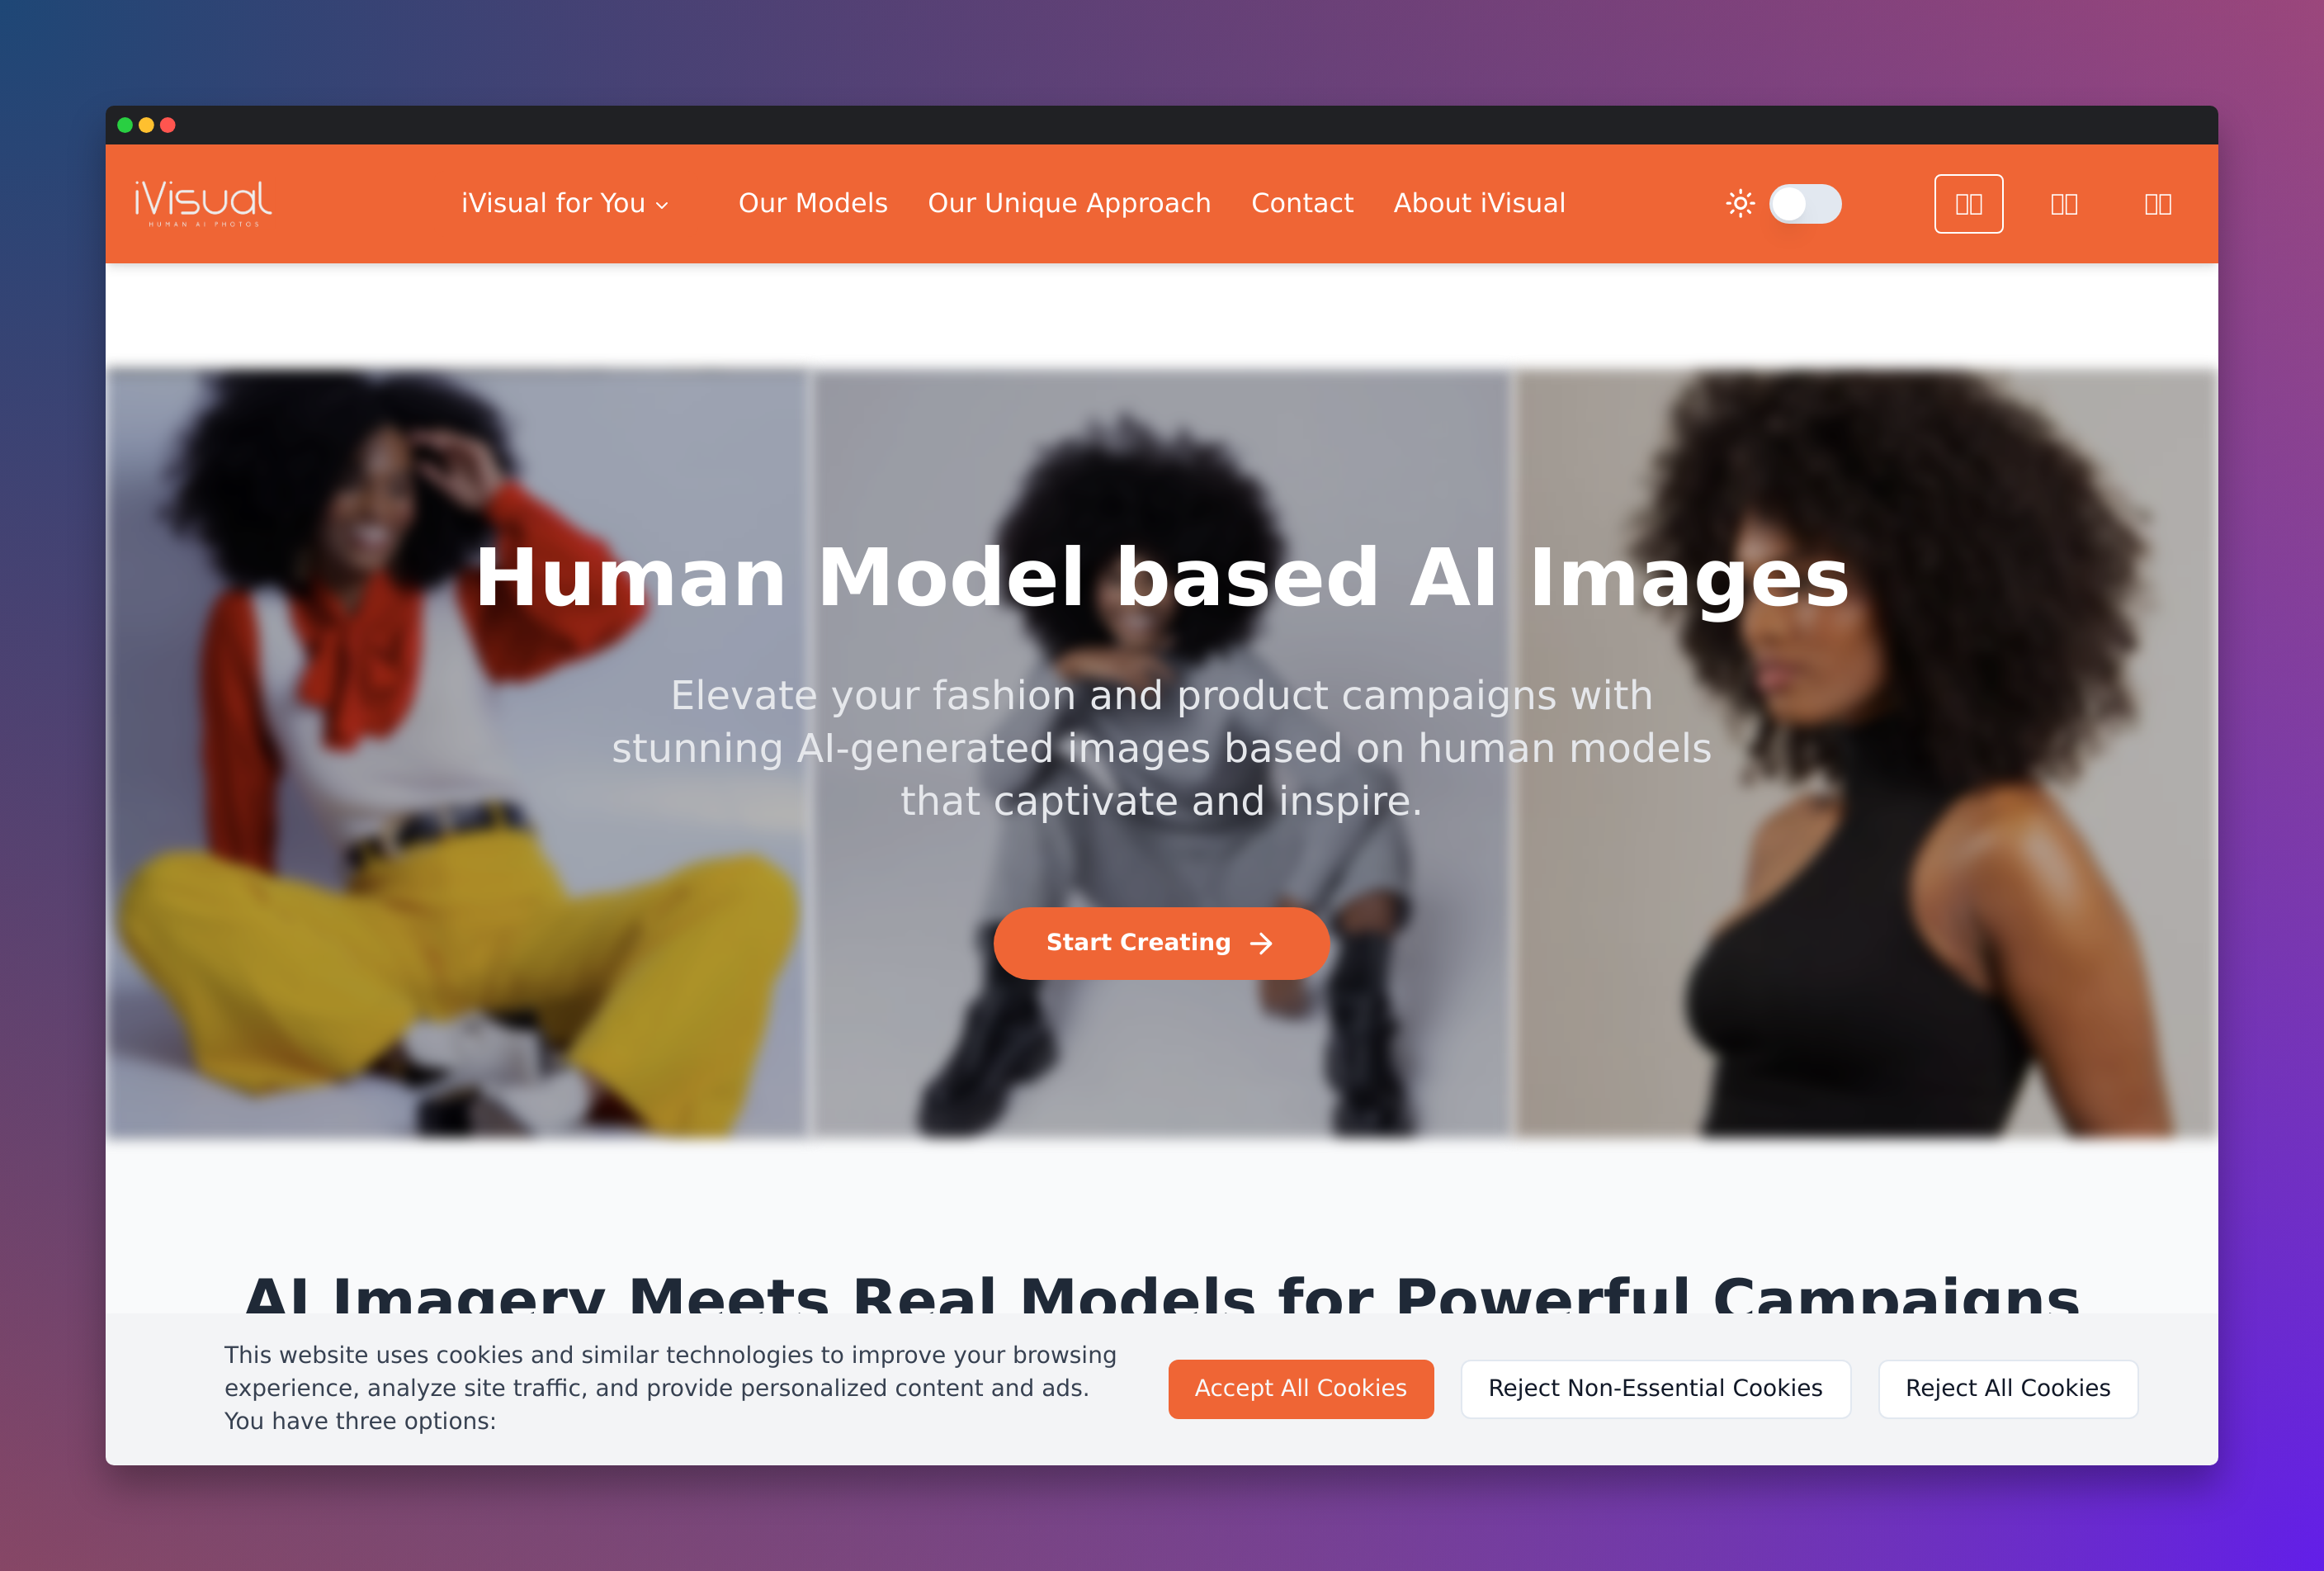 iVisual
HUMAN AI PHOTOS
iVisual for You
Our Models
Our Unique Approach
Contact
About iVisual
Human Model based AI Images
Elevate your fashion and product campaigns with
stunning AI-generated images based on human models
that captivate and inspire.
Start Creating
AI Imagery Meets Real Models for Powerful Campaigns
This website uses cookies and similar technologies to improve your browsing
experience, analyze site traffic, and provide personalized content and ads.
You have three options:
Accept All Cookies
Reject Non-Essential Cookies
Reject All Cookies